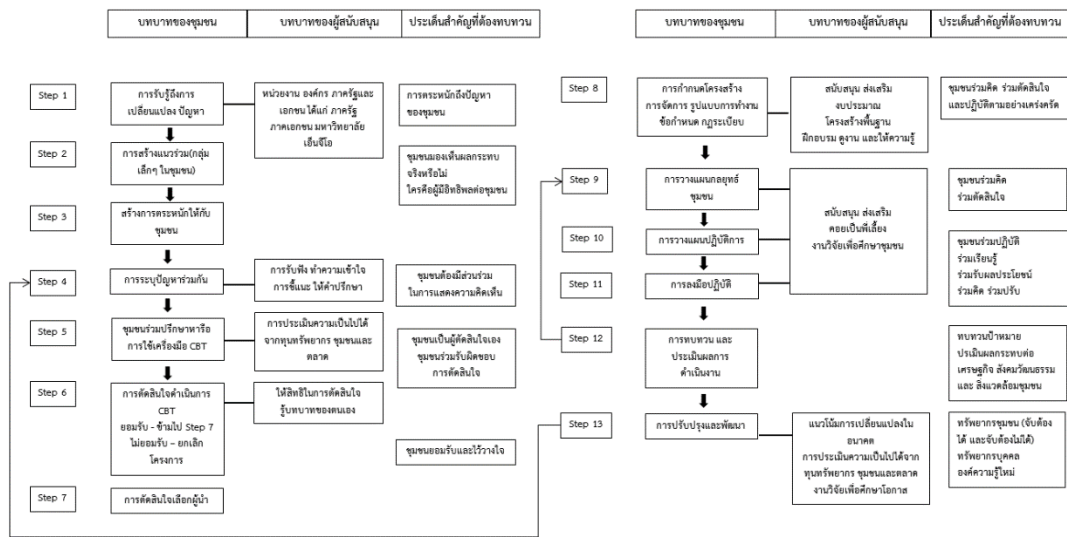 บทบาทของชุมชน
บทบาทของผู้สนับสนุน
ประเด็นสำคัญที่ต้องทบทวน
Step 1
การรับรู้ถึงการ
เปลี่ยนแปลง ปัญหา
หน่วยงาน องค์กร ภาครัฐและ
เอกชน ได้แก่ ภาครัฐ
ภาคเอกชน มหาวิทยาลัย
เอ็นจีโอ
การตระหนักถึงปัญหา
ของชุมชน
Step 2
การสร้างแนวร่วม(กลุ่ม
เล็กๆ ในชุมชน)
ชุมชนมองเห็นผลกระทบ
จริงหรือไม่
ใครคือผู้มีอิทธิพลต่อชุมชน
Step 3
สร้างการตระหนักให้กับ
ชุมชน
Step 4
การระบุปัญหาร่วมกัน
การรับฟัง ทำความเข้าใจ
การชี้แนะ ให้คำปรึกษา
ชุมชนต้องมีส่วนร่วม
ในการแสดงความคิดเห็น
Step 5
ชุมชนร่วมปรึกษาหารือ
การใช้เครื่องมือ CBT
การประเมินความเป็นไปได้
จากทุนทรัพยากร ชุมชนและ
ตลาด
ชุมชนเป็นผู้ตัดสินใจเอง
ชุมชนร่วมรับผิดชอบ
การตัดสินใจ
Step 6
การตัดสินใจดำเนินการ
CBT
ยอมรับ - ข้ามไป Step 7
ไม่ยอมรับ – ยกเลิก
โครงการ
ให้สิทธิในการตัดสินใจ
รู้บทบาทของตนเอง
ชุมชนยอมรับและไว้วางใจ
Step 7
การตัดสินใจเลือกผู้นำ
บทบาทของชุมชน
บทบาทของผู้สนับสนุน
ประเด็นสำคัญที่ต้องทบทวน
Step 8
การกำหนดโครงสร้าง
การจัดการ รูปแบบการทำงาน
ข้อกำหนด กฎระเบียบ
สนับสนุน ส่งเสริม
งบประมาณ
โครงสร้างพื้นฐาน
ฝึกอบรม ดูงาน และให้ความรู้
ชุมชนร่วมคิด ร่วมตัดสินใจ
และปฏิบัติตามอย่างเคร่งครัด
Step 9
การวางแผนกลยุทธ์
ชุมชน
สนับสนุน ส่งเสริม
คอยเป็นพี่เลี้ยง
งานวิจัยเพื่อศึกษาชุมชน
ชุมชนร่วมคิด
ร่วมตัดสินใจ
Step 10
การวางแผนปฏิบัติการ
ชุมชนร่วมปฏิบัติ
ร่วมเรียนรู้
ร่วมรับผลประโยชน์
ร่วมคิด ร่วมปรับ
Step 11
การลงมือปฏิบัติ
Step 12
การทบทวน และ
ประเมินผลการ
ดำเนินงาน
ทบทวนเป้าหมาย
ประเมินผลกระทบต่อ
เศรษฐกิจ สังคมวัฒนธรรม
และ สิ่งแวดล้อมชุมชน
Step 13
การปรับปรุงและพัฒนา
แนวโน้มการเปลี่ยนแปลงใน
อนาคต
การประเมินความเป็นไปได้จาก
ทุนทรัพยากร ชุมชนและตลาด
งานวิจัยเพื่อศึกษาโอกาส
ทรัพยากรชุมชน (จับต้อง
ได้ และจับต้องไม่ได้)
ทรัพยากรบุคคล
องค์ความรู้ใหม่